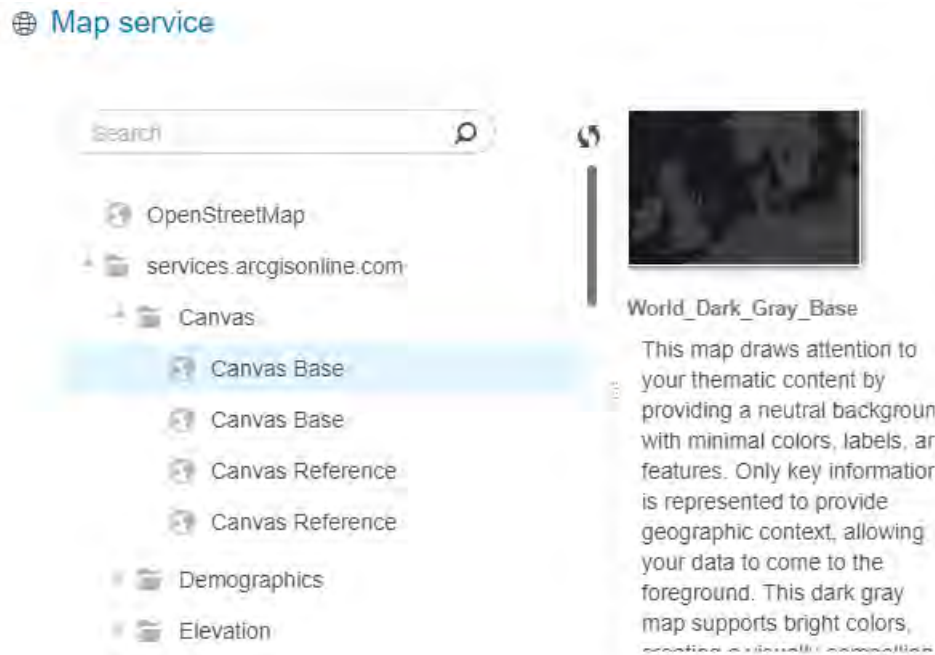 Map service
Search
OpenStreetMap
services.arcgisonline.com
Canvas
Canvas Base
Canvas Base
Canvas Reference
Canvas Reference
Demographics
Elevation
World_Dark_Gray_Base
This map draws attention to
your thematic content by
providing a neutral backgroun
with minimal colors, labels, an
features. Only key information
is represented to provide
geographic context, allowing
your data to come to the
foreground. This dark gray
map supports bright colors,